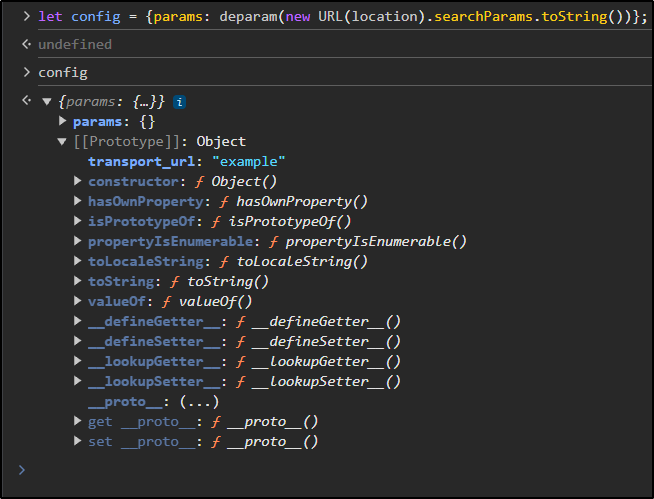 let config = {params: deparam(new URL(location).searchParams.toString())};
undefined
config
{params: {…}} i
params: {}
[[Prototype]]: Object
transport_url: "example"
constructor: ƒ Object()
hasOwnProperty: ƒ hasOwnProperty()
isPrototypeOf: ƒ isPrototypeOf()
propertyIsEnumerable: ƒ propertyIsEnumerable()
toLocaleString: ƒ toLocaleString()
toString: ƒ toString()
valueOf: ƒ valueOf()
__defineGetter__: ƒ __defineGetter__()
__defineSetter__: ƒ __defineSetter__()
__lookupGetter__: ƒ __lookupGetter__()
__lookupSetter__: ƒ __lookupSetter__()
__proto__: (...)
get __proto__: ƒ __proto__()
set __proto__: ƒ __proto__()